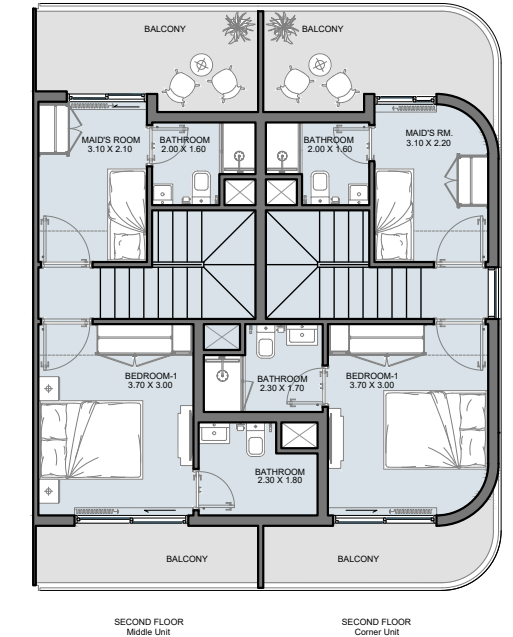 BALCONY
BALCONY
MAID'S ROOM
3.10 X 2.10
BATHROOM
2.00 X 1.60
BATHROOM
2.00 X 1.60
MAID'S RM.
3.10 X 2.20
BEDROOM-1
3.70 X 3.00
BATHROOM
2.30 X 1.70
BEDROOM-1
3.70 X 3.00
BATHROOM
2.30 X 1.80
BALCONY
BALCONY
SECOND FLOOR
Middle Unit
SECOND FLOOR
Corner Unit